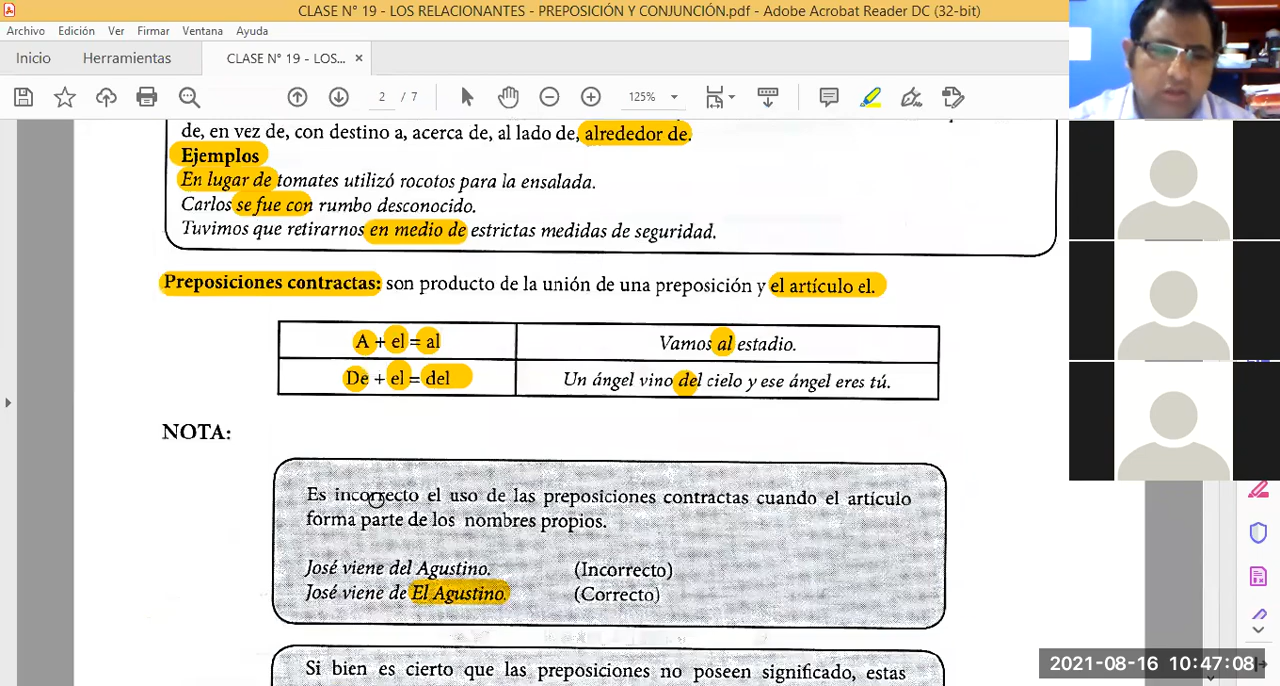 CLASE N° 19 - LOS RELACIONANTES - PREPOSICIÓN Y CONJUNCIÓN.pdf - Adobe Acrobat Reader DC (32-bit)
Archivo Edición Ver Firmar Ventana Ayuda
Inicio Herramientas CLASE N° 19 - LOS... ×
2 / 7 125%
de, en vez de, con destino a, acerca de, al lado de, alrededor de.
Ejemplos
En lugar de tomates utilizó rocotos para la ensalada.
Carlos se fue con rumbo desconocido.
Tuvimos que retirarnos en medio de estrictas medidas de seguridad.
Preposiciones contractas: son producto de la unión de una preposición y el artículo el.
A + el = al Vamos al estadio.
De + el = del Un ángel vino del cielo y ese ángel eres tú.
NOTA:
Es incorrecto el uso de las preposiciones contractas cuando el artículo
forma parte de los nombres propios.
José viene del Agustino. (Incorrecto)
José viene de El Agustino. (Correcto)
Si bien es cierto que las preposiciones no poseen significado, estas
2021-08-16 10:47:08